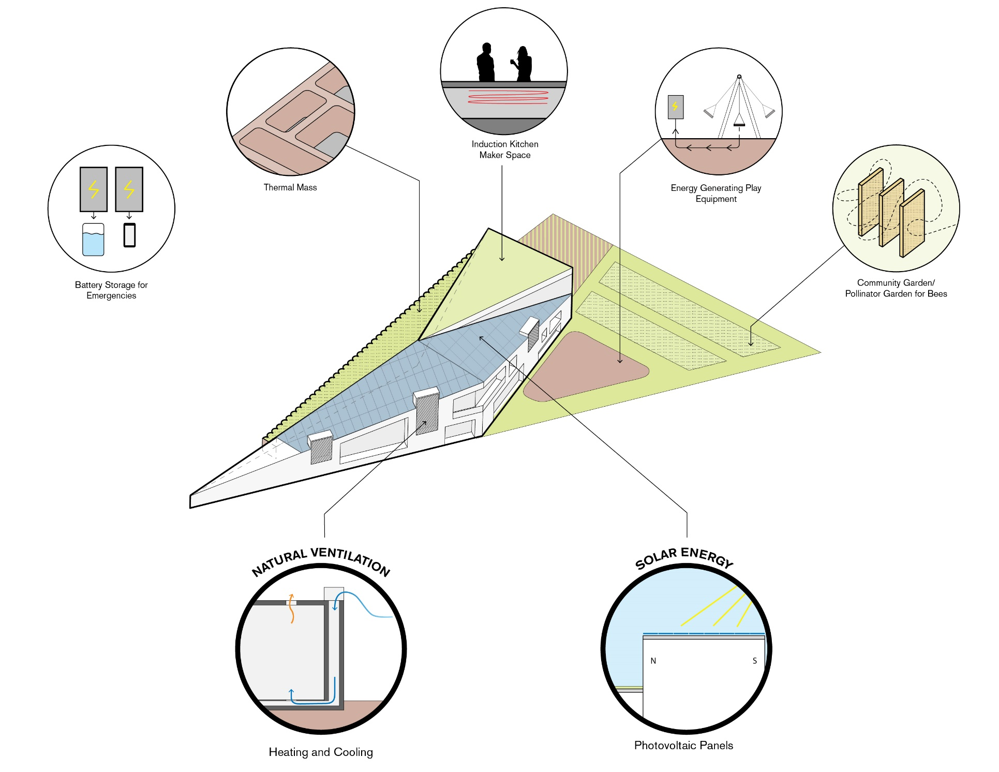 Induction Kitchen
Maker Space
Thermal Mass
Energy Generating Play
Equipment
Battery Storage for
Emergencies
Community Garden/
Pollinator Garden for Bees
NATURAL VENTILATION
Heating and Cooling
SOLAR ENERGY
N
S
Photovoltaic Panels